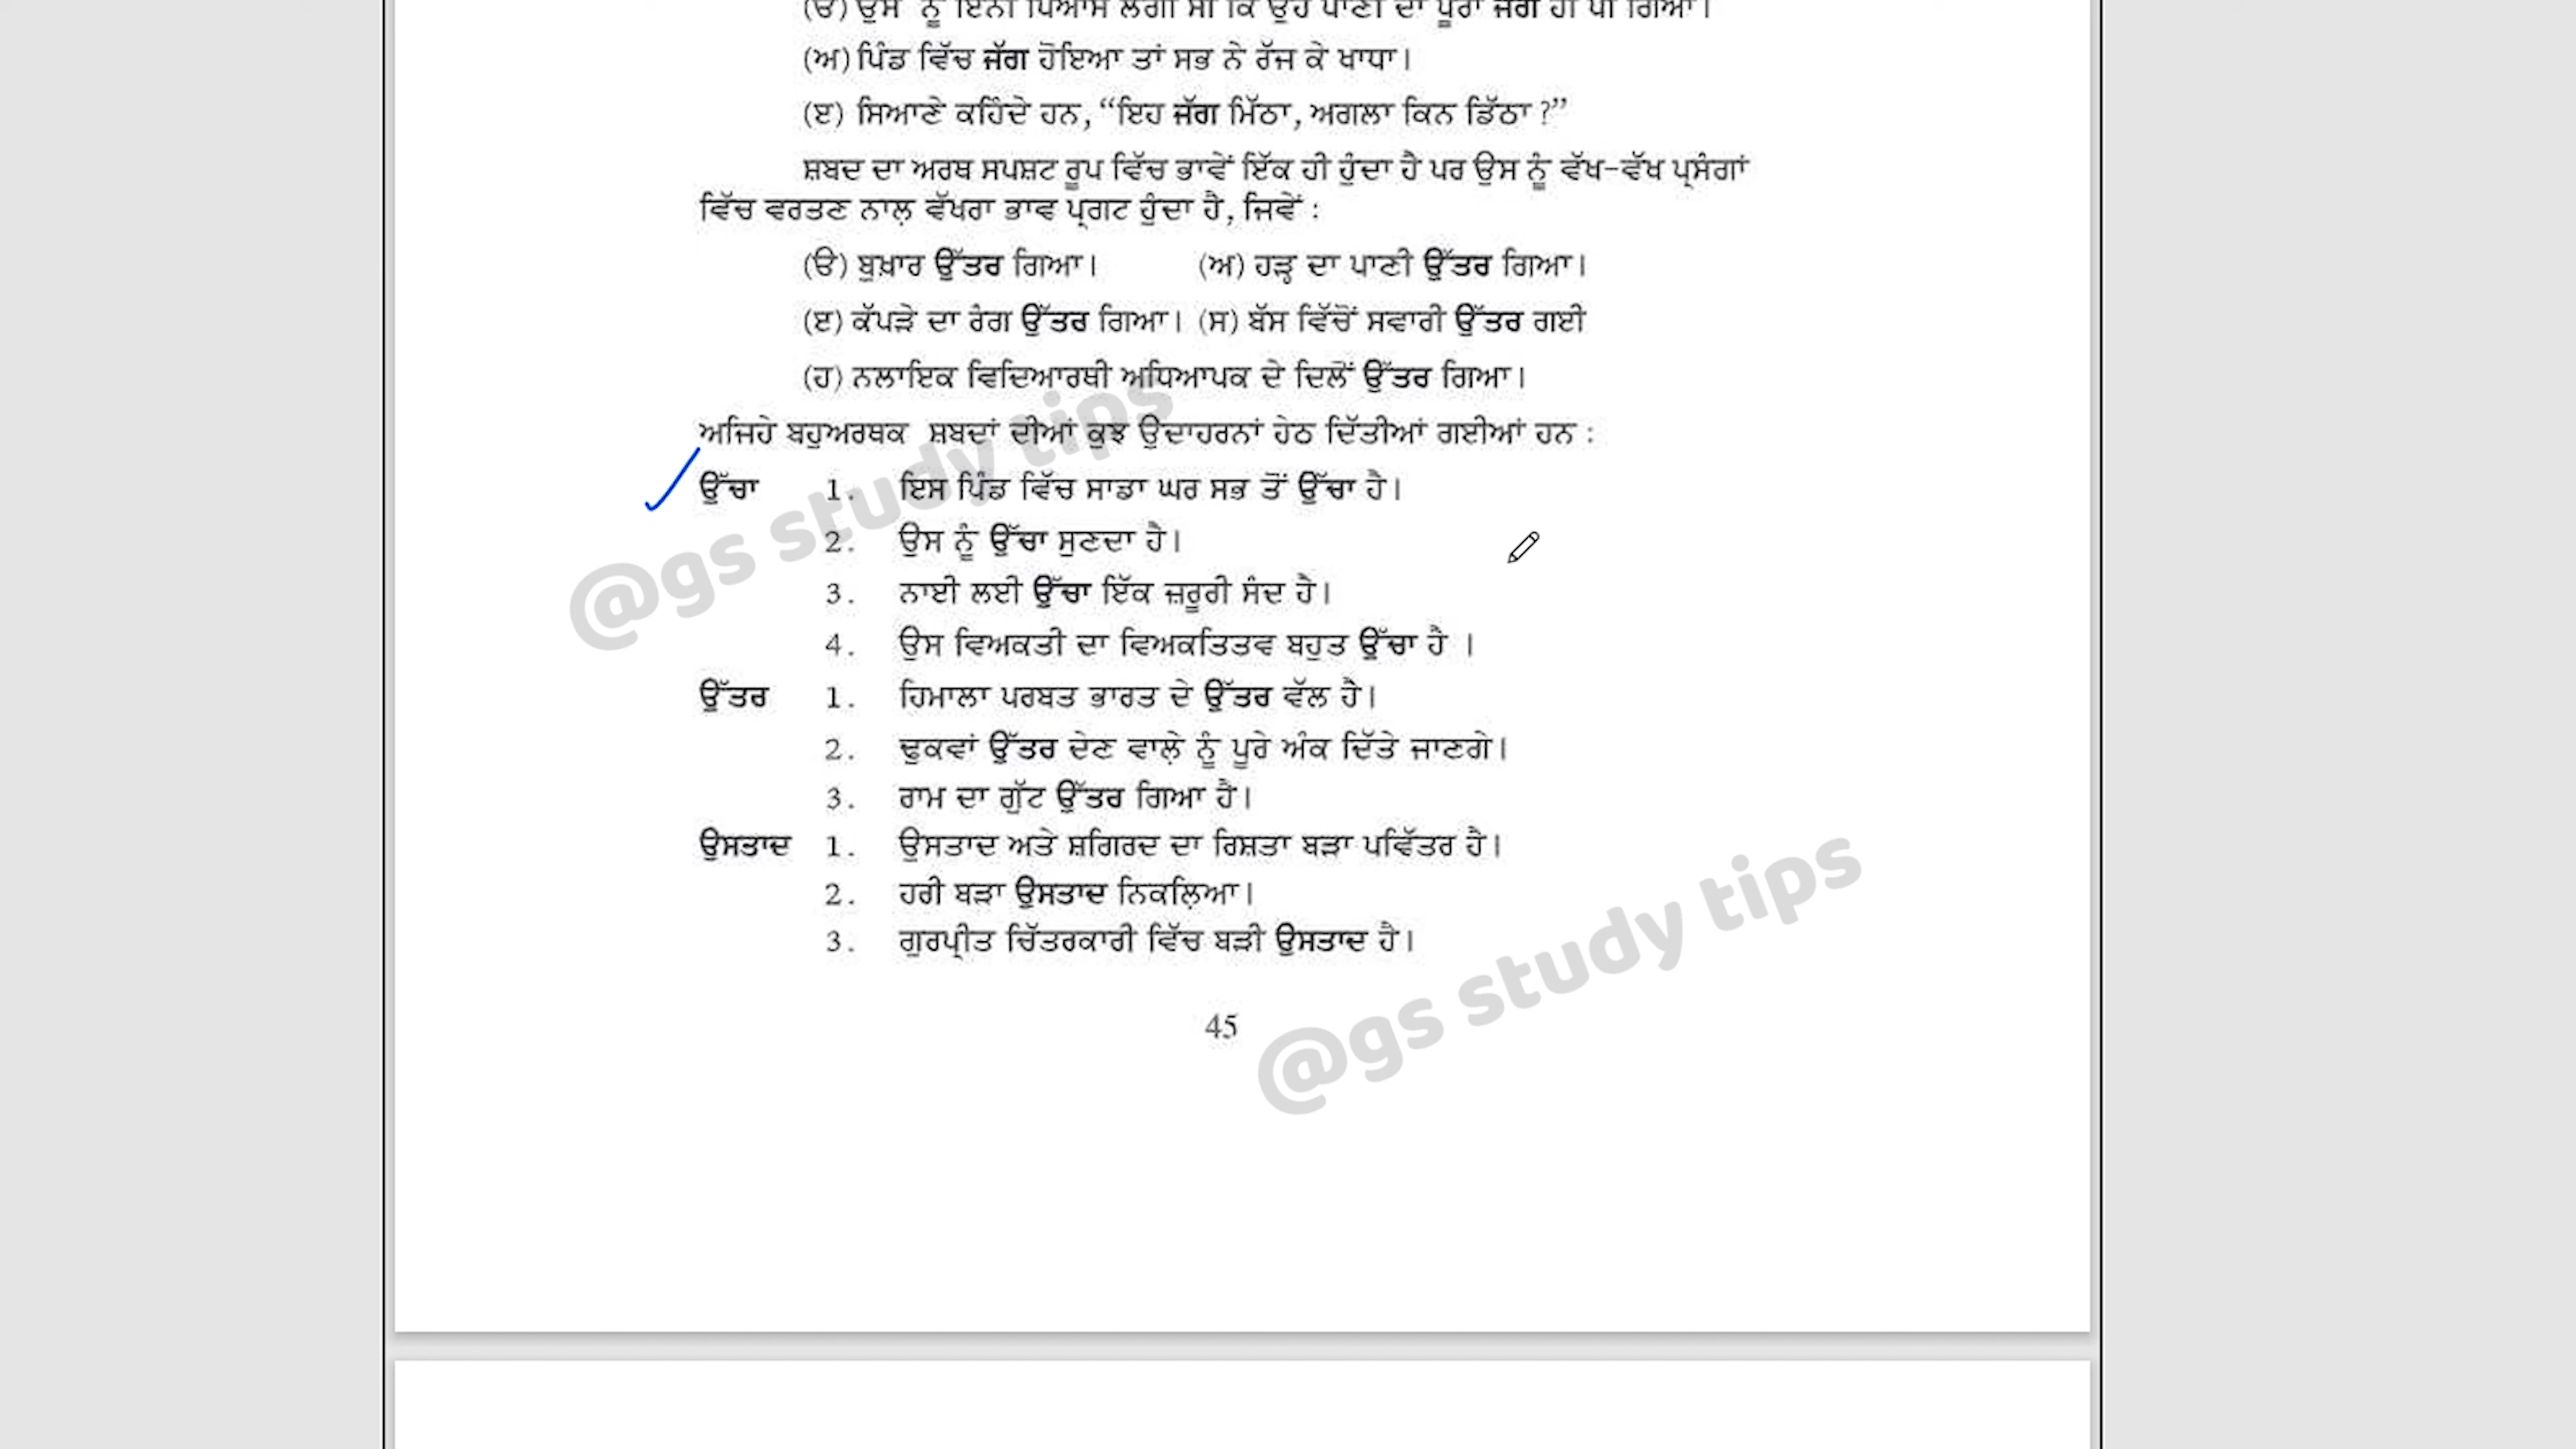 (ੳ) ਉਸ ਨੂੰ ਇੰਨੀ ਪਿਆਸ ਲੱਗੀ ਸੀ ਕਿ ਉਹ ਪਾਣੀ ਦਾ ਪੂਰਾ ਜੱਗ ਹੀ ਪੀ ਗਿਆ।
(ਅ) ਪਿੰਡ ਵਿੱਚ ਜੱਗ ਹੋਇਆ ਤਾਂ ਸਭ ਨੇ ਰੱਜ ਕੇ ਖਾਧਾ।
(ੲ) ਸਿਆਣੇ ਕਹਿੰਦੇ ਹਨ, “ਇਹ ਜੱਗ ਮਿੱਠਾ, ਅਗਲਾ ਕਿਨ ਡਿੱਠਾ ?”
ਸ਼ਬਦ ਦਾ ਅਰਥ ਸਪਸ਼ਟ ਰੂਪ ਵਿੱਚ ਭਾਵੇਂ ਇੱਕ ਹੀ ਹੁੰਦਾ ਹੈ ਪਰ ਉਸ ਨੂੰ ਵੱਖ-ਵੱਖ ਪ੍ਰਸੰਗਾਂ
ਵਿੱਚ ਵਰਤਣ ਨਾਲ਼ ਵੱਖਰਾ ਭਾਵ ਪ੍ਰਗਟ ਹੁੰਦਾ ਹੈ, ਜਿਵੇਂ :
(ੳ) ਬੁਖ਼ਾਰ ਉੱਤਰ ਗਿਆ। (ਅ) ਹੜ੍ਹ ਦਾ ਪਾਣੀ ਉੱਤਰ ਗਿਆ।
(ੲ) ਕੱਪੜੇ ਦਾ ਰੰਗ ਉੱਤਰ ਗਿਆ। (ਸ) ਬੱਸ ਵਿੱਚੋਂ ਸਵਾਰੀ ਉੱਤਰ ਗਈ
(ਹ) ਨਲਾਇਕ ਵਿਦਿਆਰਥੀ ਅਧਿਆਪਕ ਦੇ ਦਿਲੋਂ ਉੱਤਰ ਗਿਆ।
ਅਜਿਹੇ ਬਹੁਅਰਥਕ ਸ਼ਬਦਾਂ ਦੀਆਂ ਕੁਝ ਉਦਾਹਰਨਾਂ ਹੇਠ ਦਿੱਤੀਆਂ ਗਈਆਂ ਹਨ :
ਉੱਚਾ 1. ਇਸ ਪਿੰਡ ਵਿੱਚ ਸਾਡਾ ਘਰ ਸਭ ਤੋਂ ਉੱਚਾ ਹੈ।
2. ਉਸ ਨੂੰ ਉੱਚਾ ਸੁਣਦਾ ਹੈ।
3. ਨਾਈ ਲਈ ਉੱਚਾ ਇੱਕ ਜ਼ਰੂਰੀ ਸੰਦ ਹੈ।
4. ਉਸ ਵਿਅਕਤੀ ਦਾ ਵਿਅਕਤਿਤਵ ਬਹੁਤ ਉੱਚਾ ਹੈ ।
ਉੱਤਰ 1. ਹਿਮਾਲਾ ਪਰਬਤ ਭਾਰਤ ਦੇ ਉੱਤਰ ਵੱਲ ਹੈ।
2. ਢੁਕਵਾਂ ਉੱਤਰ ਦੇਣ ਵਾਲ਼ੇ ਨੂੰ ਪੂਰੇ ਅੰਕ ਦਿੱਤੇ ਜਾਣਗੇ।
3. ਰਾਮ ਦਾ ਗੁੱਟ ਉੱਤਰ ਗਿਆ ਹੈ।
ਉਸਤਾਦ 1. ਉਸਤਾਦ ਅਤੇ ਸ਼ਗਿਰਦ ਦਾ ਰਿਸ਼ਤਾ ਬੜਾ ਪਵਿੱਤਰ ਹੈ।
2. ਹਰੀ ਬੜਾ ਉਸਤਾਦ ਨਿਕਲ਼ਿਆ।
3. ਗੁਰਪ੍ਰੀਤ ਚਿੱਤਰਕਾਰੀ ਵਿੱਚ ਬੜੀ ਉਸਤਾਦ ਹੈ।
45
@gs study tips
@gs study tips